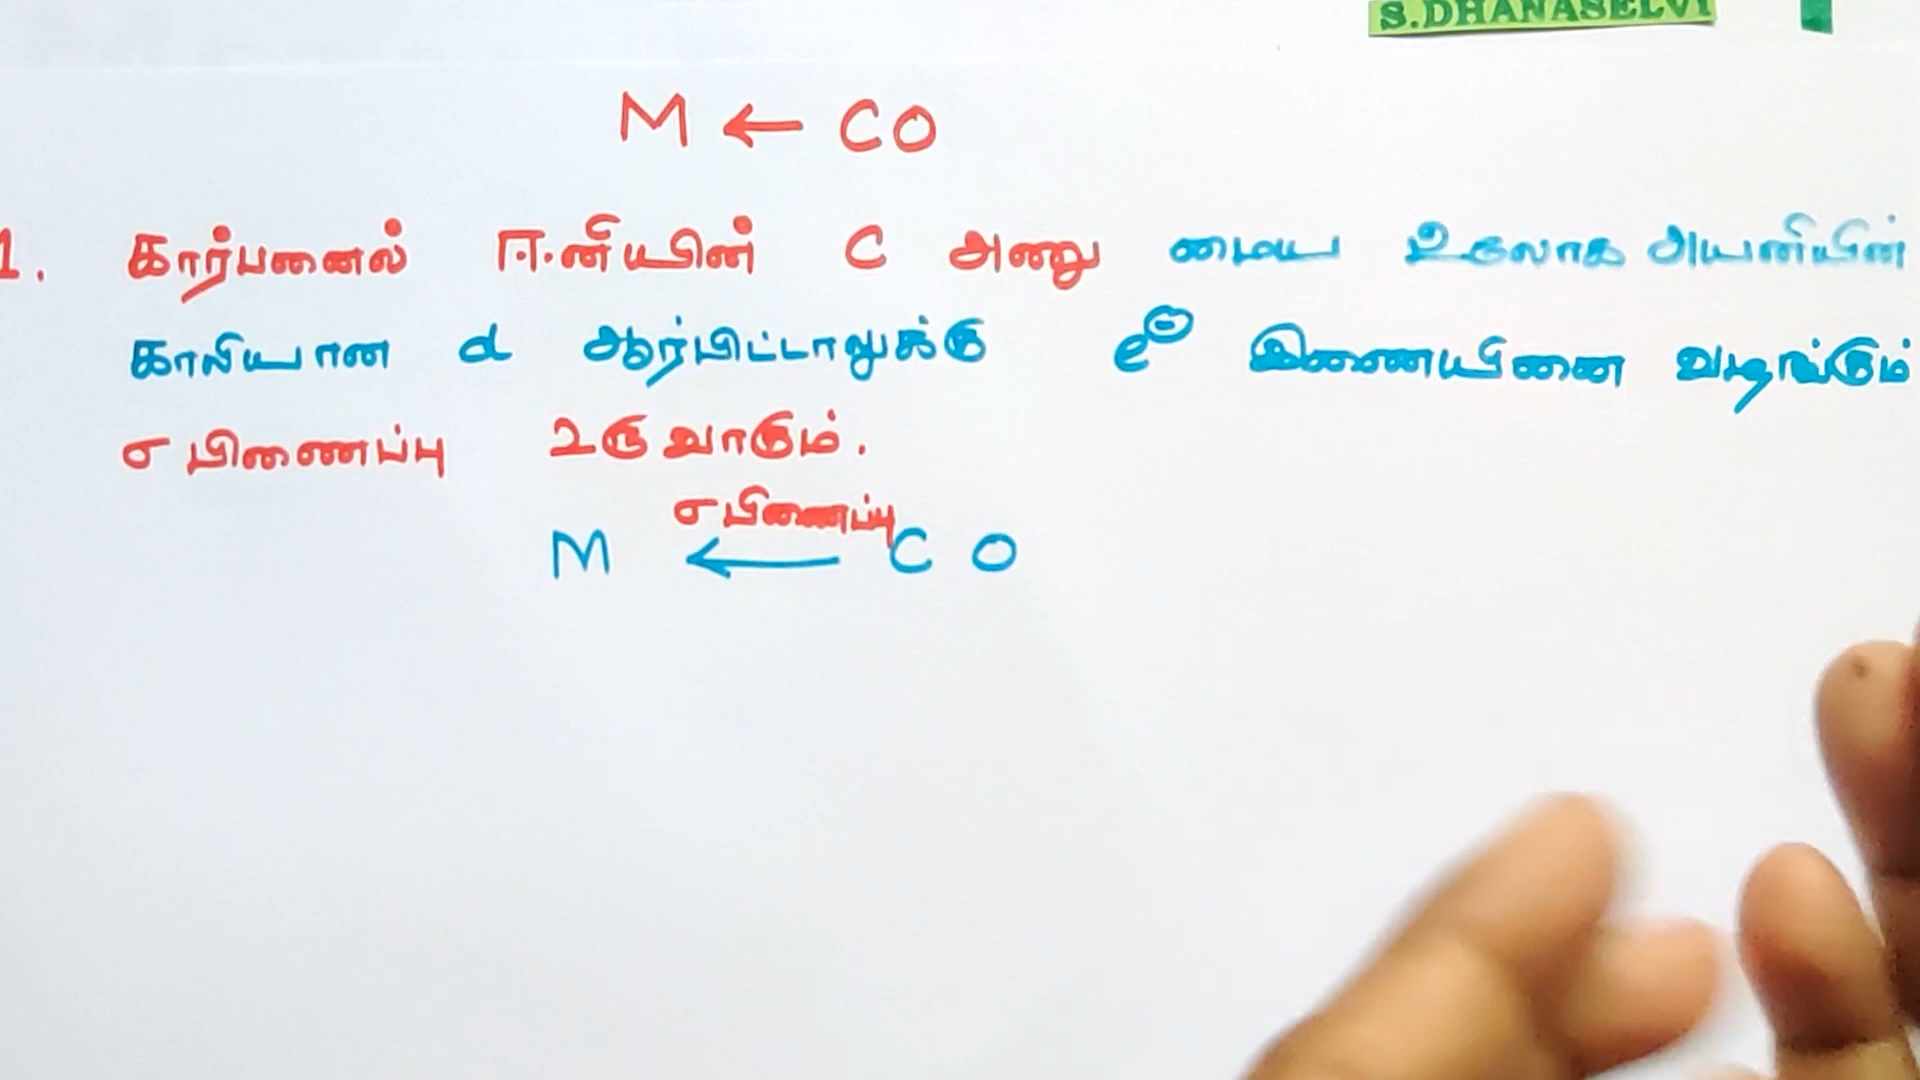 S.DHANASELVI
M ← CO
1. கார்பனைல் ஈனியின் C அணு மைய உலோக அயனியின்
காலியான d ஆர்பிட்டாலுக்கு e⊖ இணையினை வழங்கும்
σ பிணைப்பு உருவாகும்.
σ பிணைப்பு
M ← C O